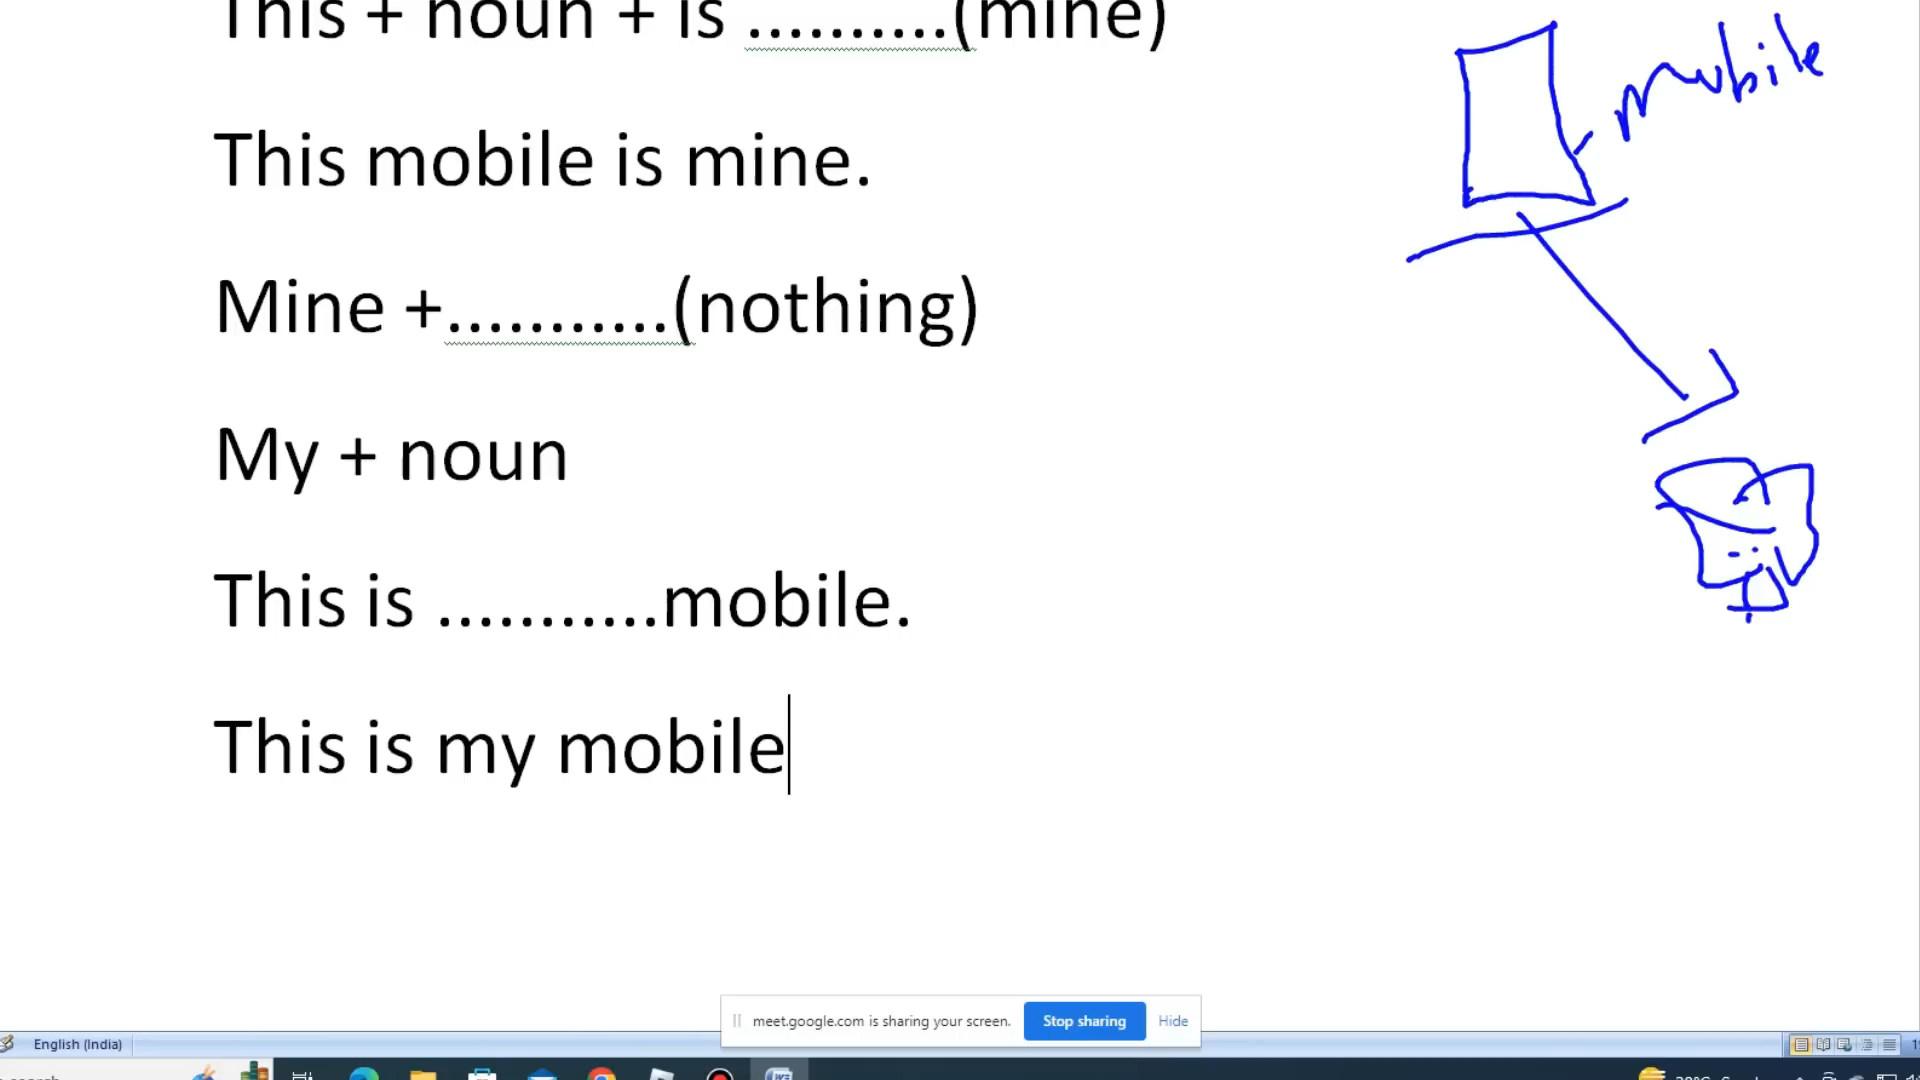 This + noun + is ..........(mine)
mobile
This mobile is mine.
Mine +...........(nothing)
My + noun
This is ...........mobile.
This is my mobile
meet.google.com is sharing your screen. Stop sharing Hide
English (India)